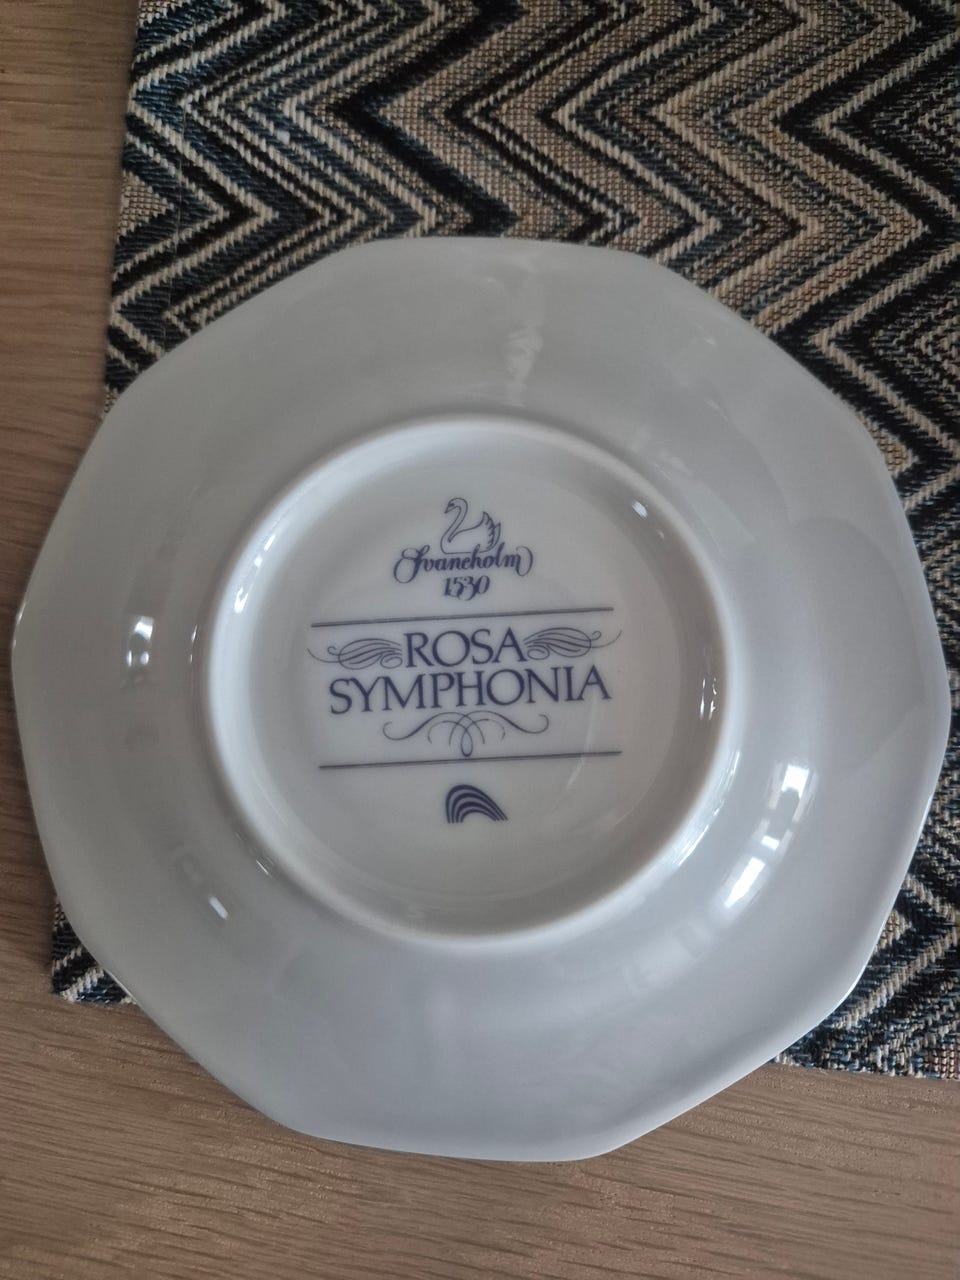 Svaneholm
1530
ROSA
SYMPHONIA